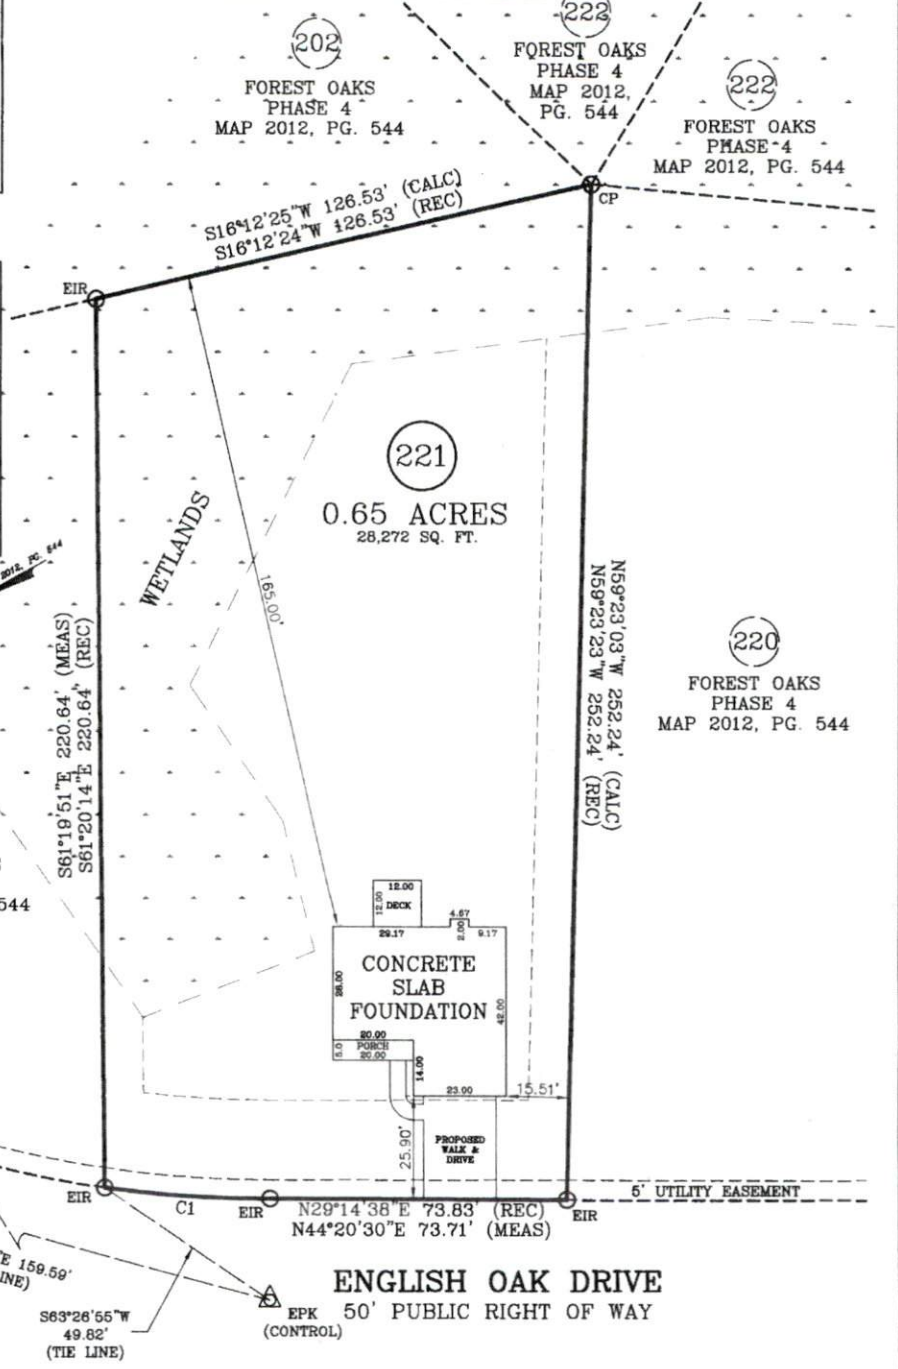 202
FOREST OAKS
PHASE 4
MAP 2012, PG. 544
222
FOREST OAKS
PHASE 4
MAP 2012,
PG. 544
222
FOREST OAKS
PHASE 4
MAP 2012, PG. 544
S16°12'25"W 126.53' (CALC)
S16°12'24"W 126.53' (REC)
CP
EIR
221
0.65 ACRES
28,272 SQ. FT.
WETLANDS
2012, PG. 544
165.00'
N59°23'03"W 252.24' (CALC)
N59°23'23"W 252.24' (REC)
S61°19'51"E 220.64' (MEAS)
S61°20'14"E 220.64' (REC)
220
FOREST OAKS
PHASE 4
MAP 2012, PG. 544
544
12.00
12.00
DECK
4.67
2.00
29.17
9.17
CONCRETE
SLAB
FOUNDATION
28.00
42.00
20.00
PORCH
5.0
20.00
14.00
23.00
15.51'
25.90'
PROPOSED
WALK &
DRIVE
EIR
C1
EIR
N29°14'38"E 73.83' (REC)
N44°20'30"E 73.71' (MEAS)
EIR
5' UTILITY EASEMENT
"E 159.59'
INE)
ENGLISH OAK DRIVE
50' PUBLIC RIGHT OF WAY
EPK
(CONTROL)
S63°26'55"W
49.82'
(TIE LINE)